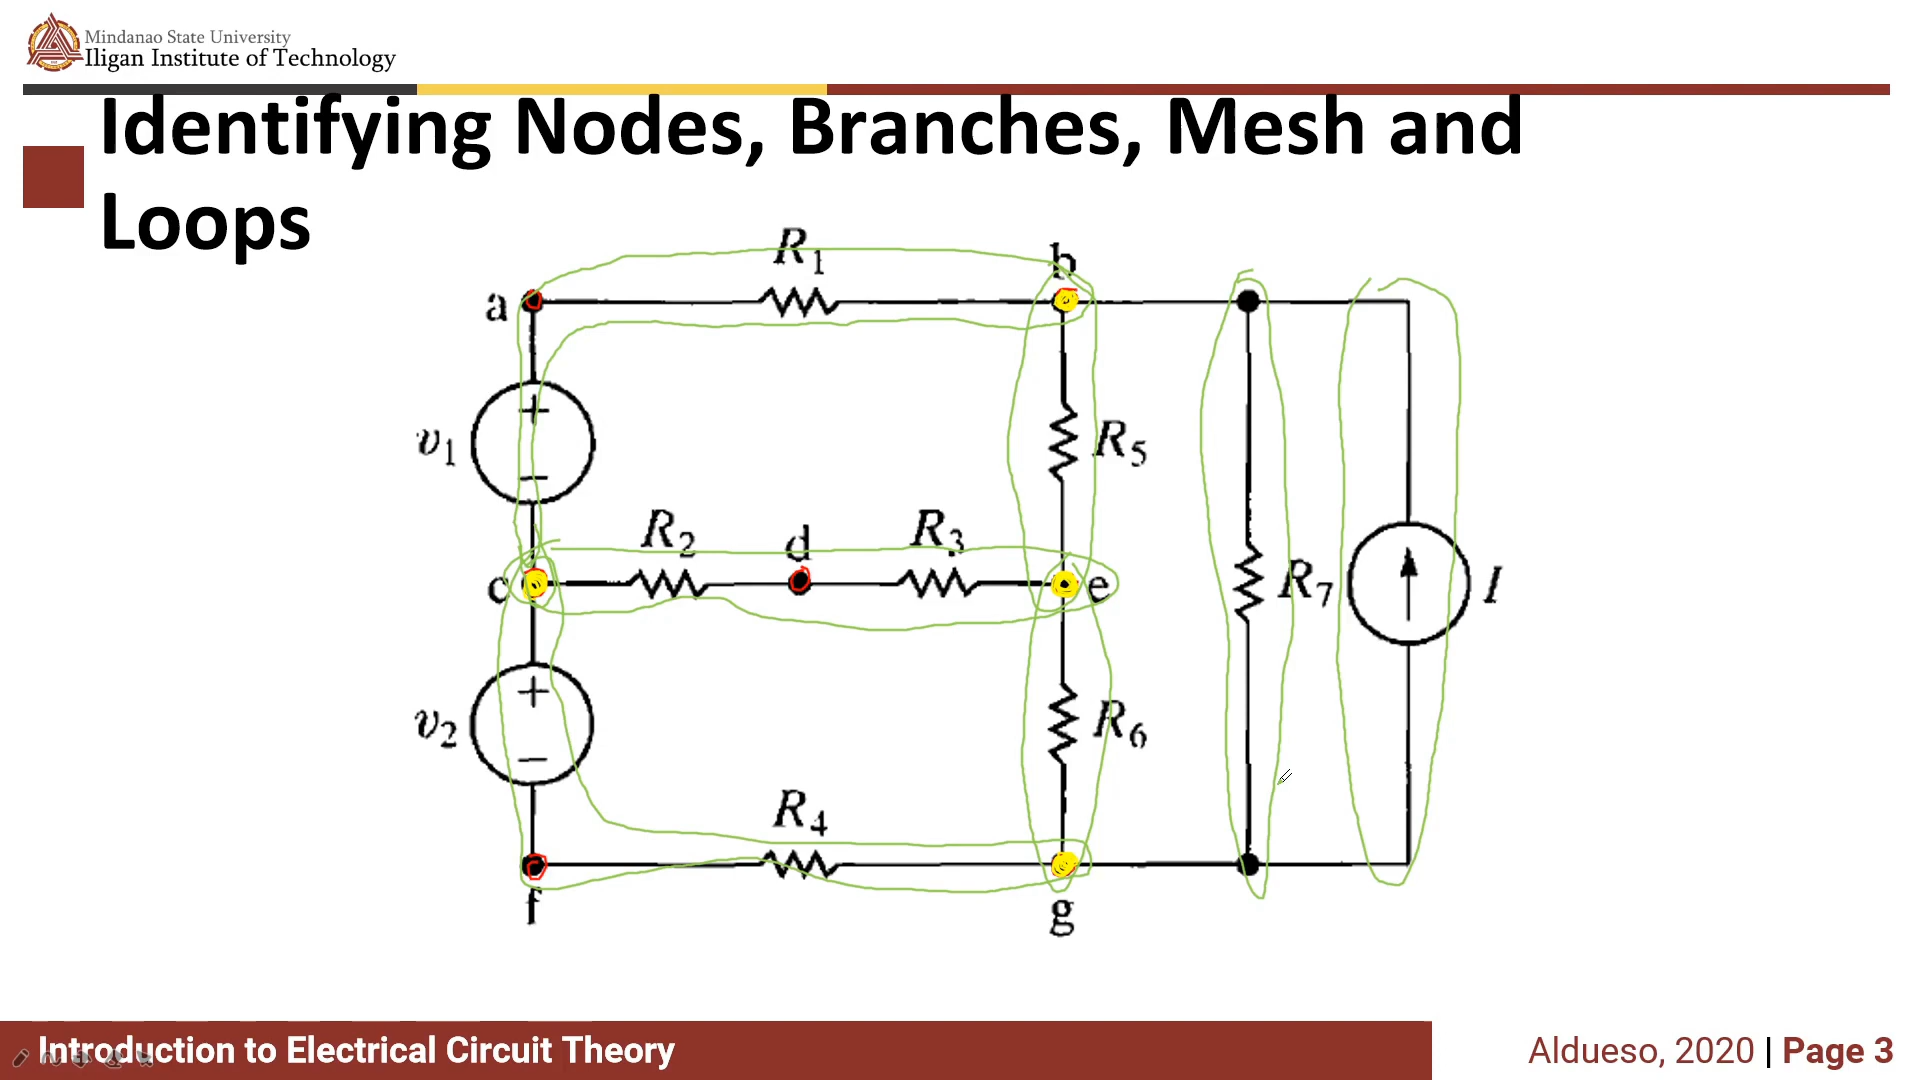 Mindanao State University
Iligan Institute of Technology
Identifying Nodes, Branches, Mesh and
Loops
R1
b
a
+
v1
R5
−
R2
d
R3
c
e
R7
I
+
v2
R6
−
R4
f
g
Introduction to Electrical Circuit Theory
Aldueso, 2020 | Page 3